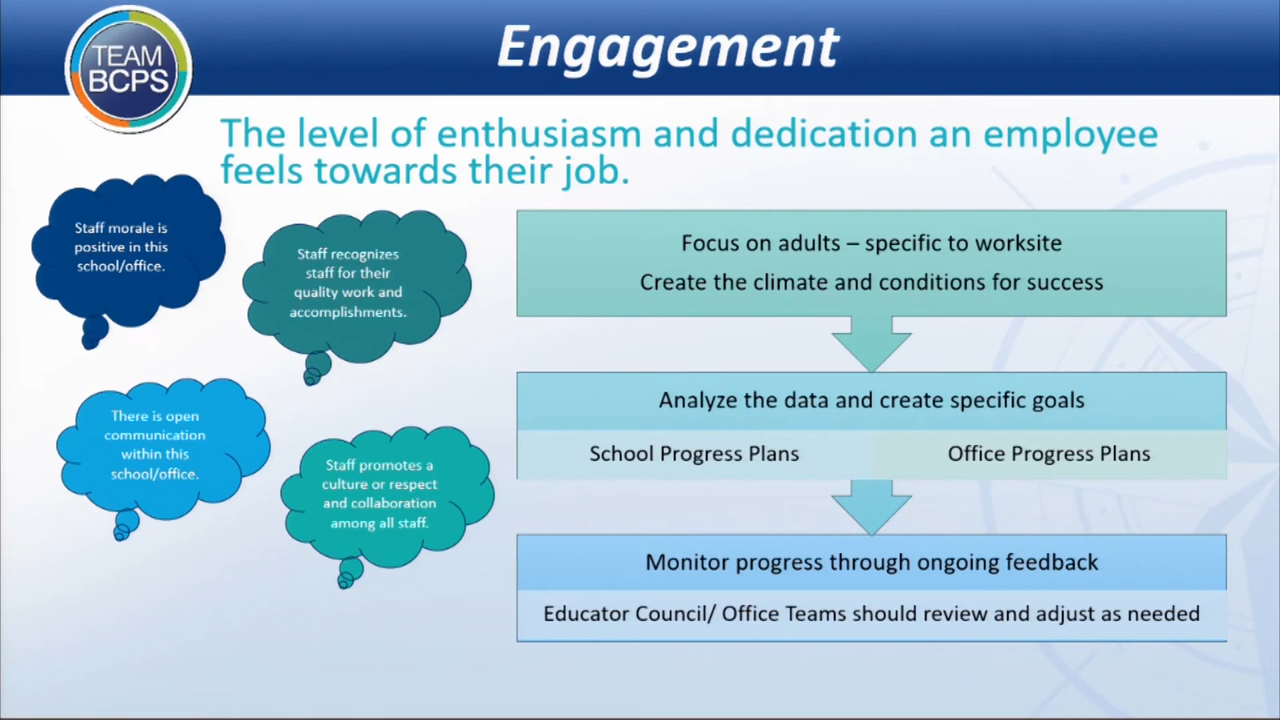 TEAM
BCPS
Engagement
The level of enthusiasm and dedication an employee
feels towards their job.
Staff morale is
positive in this
school/office.
Staff recognizes
staff for their
quality work and
accomplishments.
There is open
communication
within this
school/office.
Staff promotes a
culture or respect
and collaboration
among all staff.
Focus on adults – specific to worksite
Create the climate and conditions for success
Analyze the data and create specific goals
School Progress Plans
Office Progress Plans
Monitor progress through ongoing feedback
Educator Council/ Office Teams should review and adjust as needed